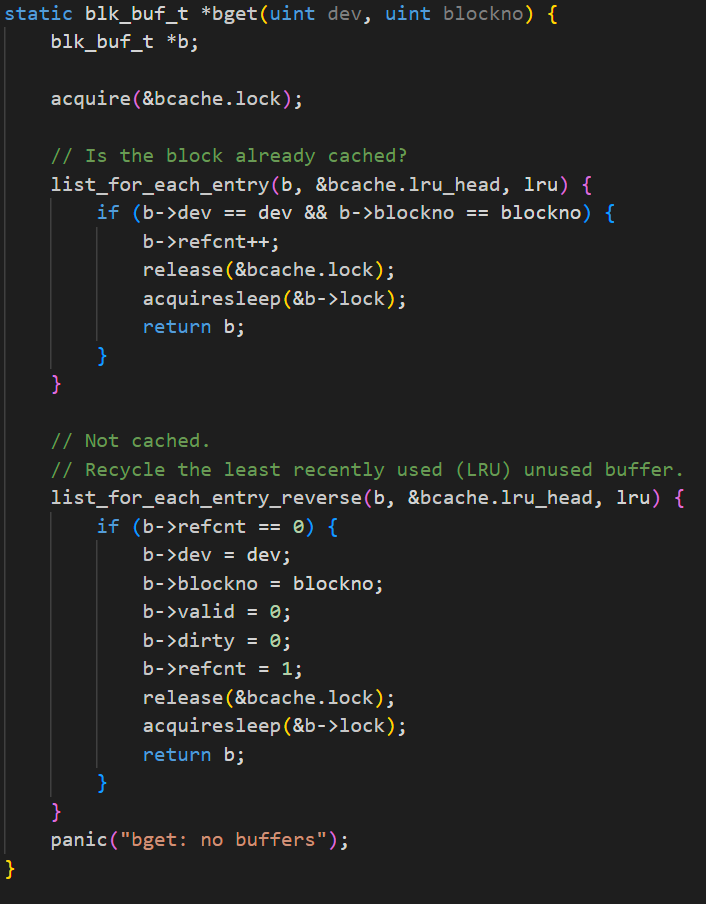 static blk_buf_t *bget(uint dev, uint blockno) {
    blk_buf_t *b;

    acquire(&bcache.lock);

    // Is the block already cached?
    list_for_each_entry(b, &bcache.lru_head, lru) {
        if (b->dev == dev && b->blockno == blockno) {
            b->refcnt++;
            release(&bcache.lock);
            acquiresleep(&b->lock);
            return b;
        }
    }

    // Not cached.
    // Recycle the least recently used (LRU) unused buffer.
    list_for_each_entry_reverse(b, &bcache.lru_head, lru) {
        if (b->refcnt == 0) {
            b->dev = dev;
            b->blockno = blockno;
            b->valid = 0;
            b->dirty = 0;
            b->refcnt = 1;
            release(&bcache.lock);
            acquiresleep(&b->lock);
            return b;
        }
    }
    panic("bget: no buffers");
}